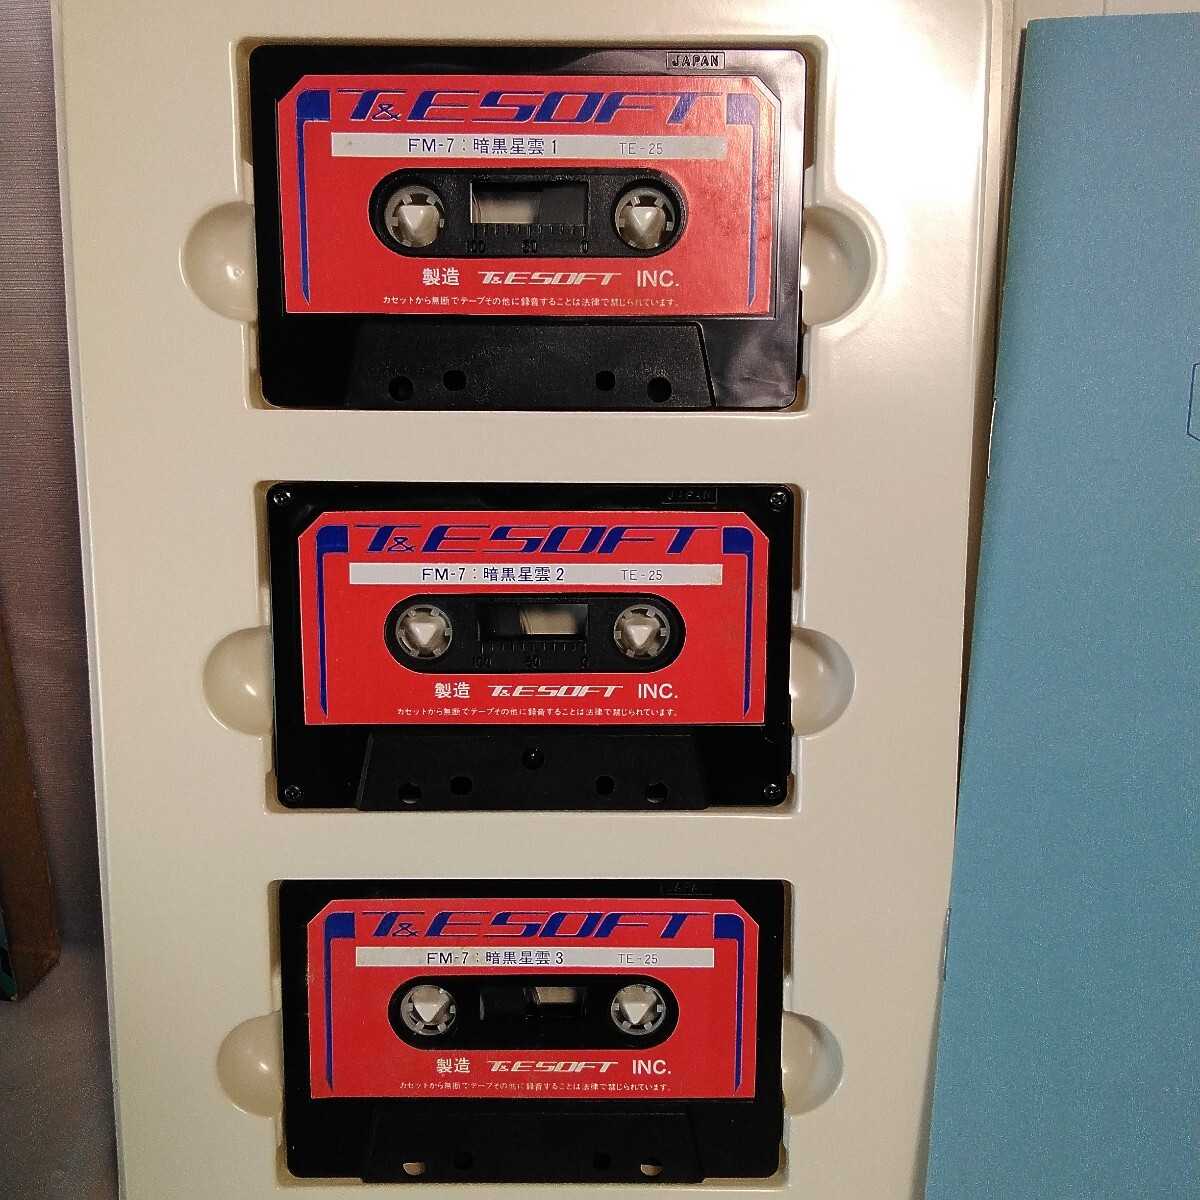 JAPAN
T&ESOFT
FM-7:暗黒星雲1 TE-25
100 50 0
製造 T&ESOFT INC.
カセットから無断でテープその他に録音することは法律で禁じられています。
JAPAN
T&ESOFT
FM-7:暗黒星雲2 TE-25
100 50 0
製造 T&ESOFT INC.
カセットから無断でテープその他に録音することは法律で禁じられています。
JAPAN
T&ESOFT
FM-7:暗黒星雲3 TE-25
製造 T&ESOFT INC.
カセットから無断でテープその他に録音することは法律で禁じられています。